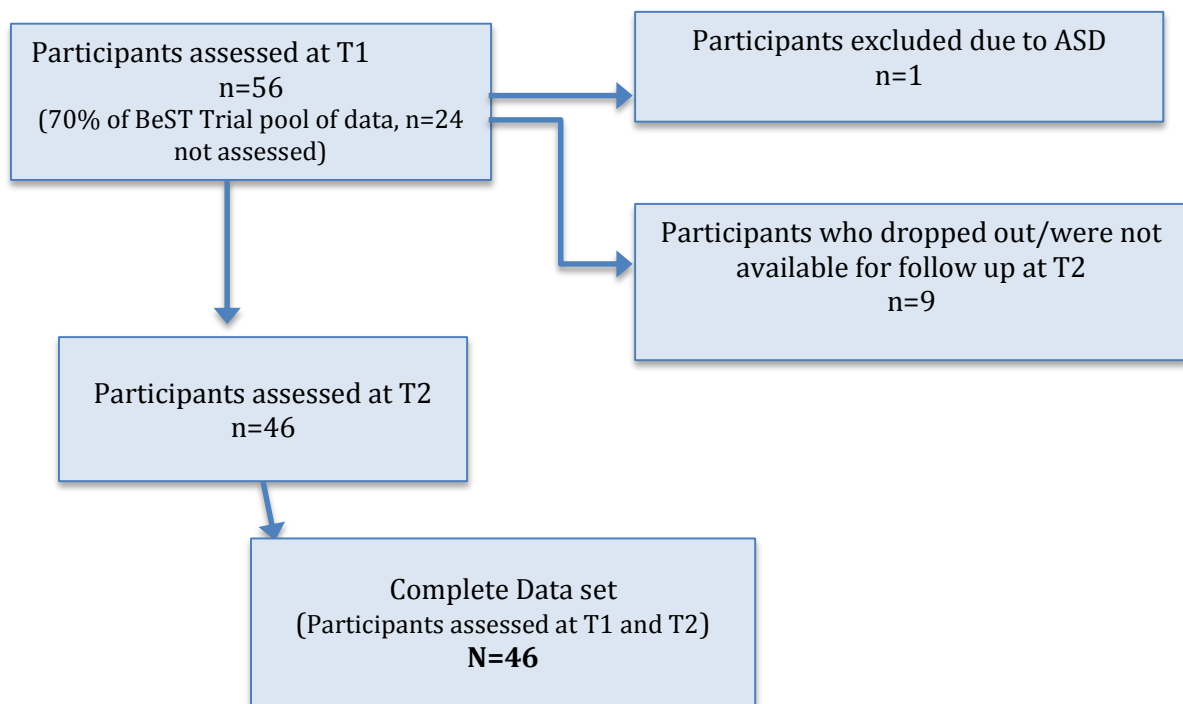 Participants assessed at T1
n=56
(70% of BeST Trial pool of data, n=24
not assessed)
Participants excluded due to ASD
n=1
Participants who dropped out/were not
available for follow up at T2
n=9
Participants assessed at T2
n=46
Complete Data set
(Participants assessed at T1 and T2)
N=46